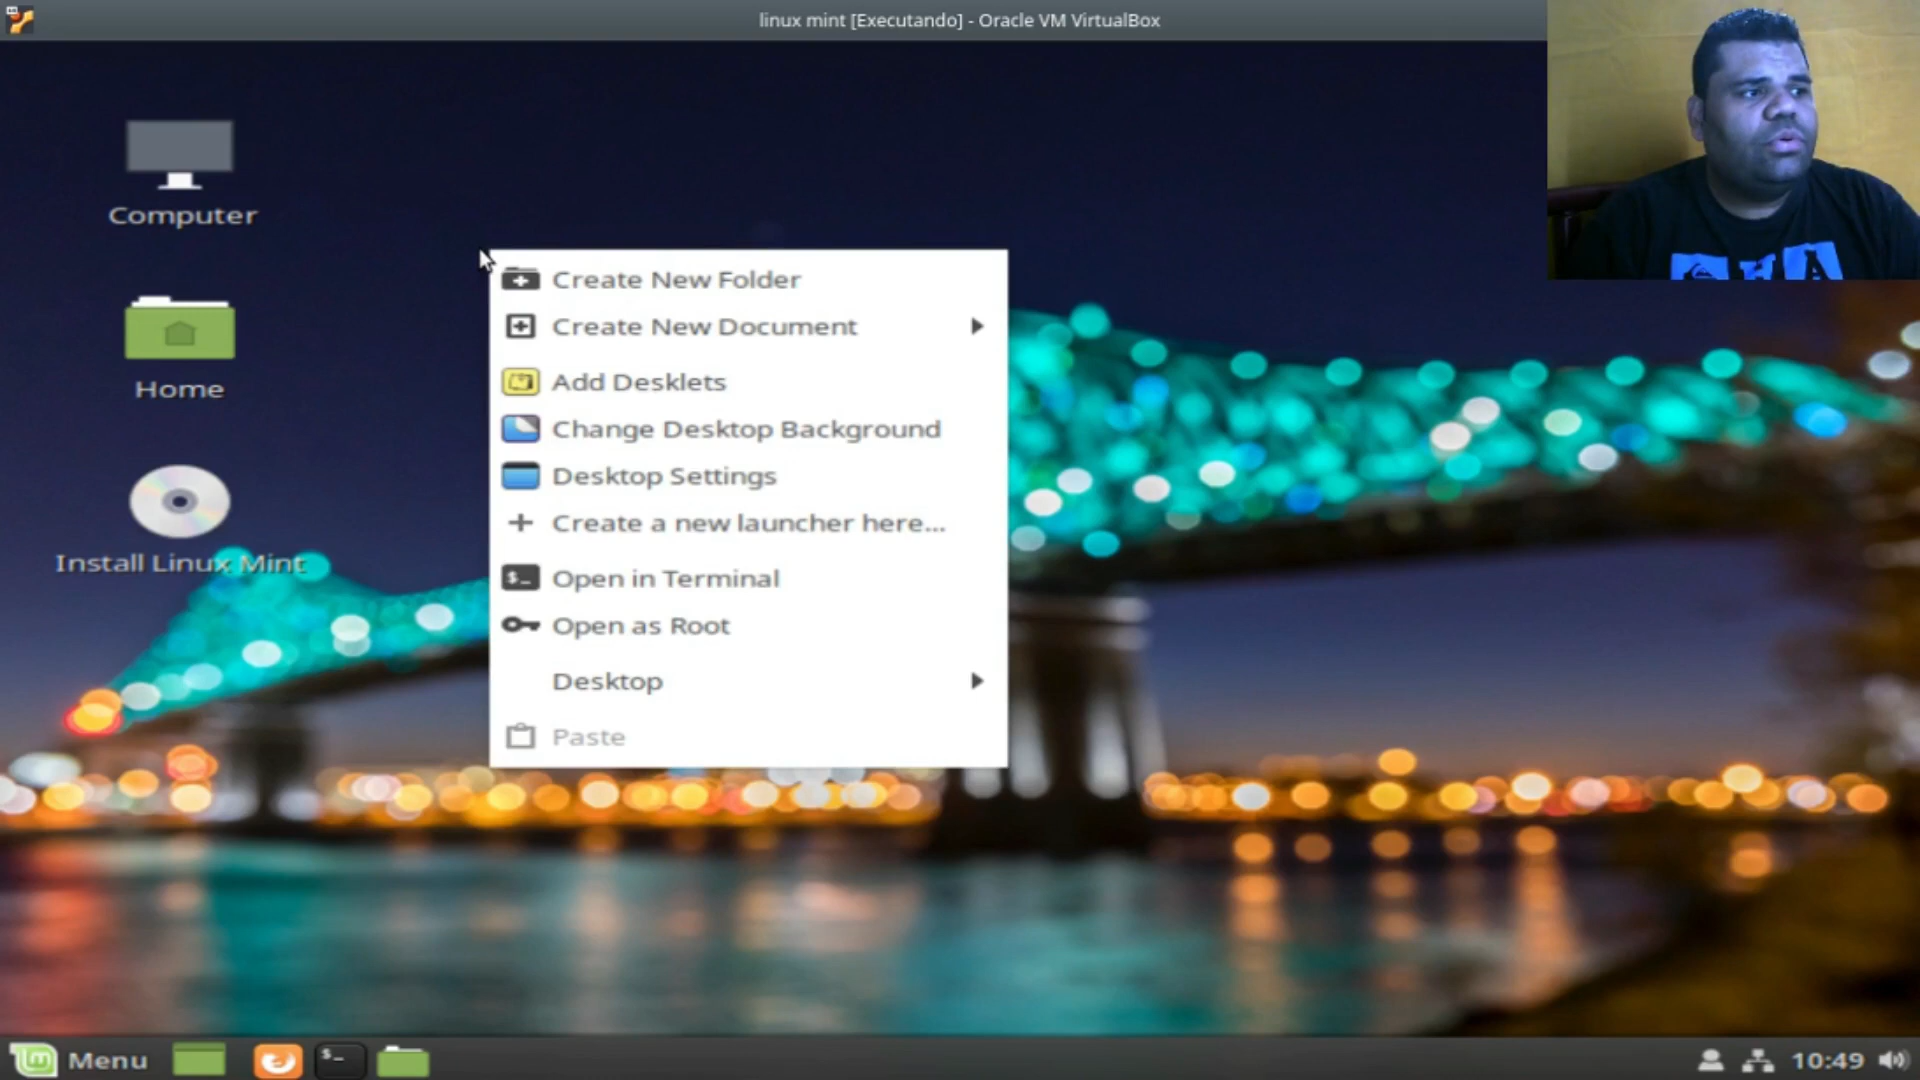 linux mint [Executando] - Oracle VM VirtualBox
Computer
Home
Install Linux Mint
Create New Folder
Create New Document
Add Desklets
Change Desktop Background
Desktop Settings
Create a new launcher here...
Open in Terminal
Open as Root
Desktop
Paste
Menu
10:49